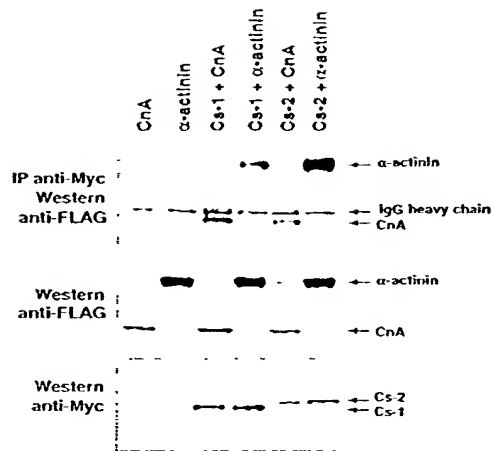 CnA
α-actinin
Cs-1 + CnA
Cs-1 + α-actinin
Cs-2 + CnA
Cs-2 + α-actinin
IP anti-Myc
Western
anti-FLAG
α-actinin
IgG heavy chain
CnA
Western
anti-FLAG
α-actinin
CnA
Western
anti-Myc
Cs-2
Cs-1